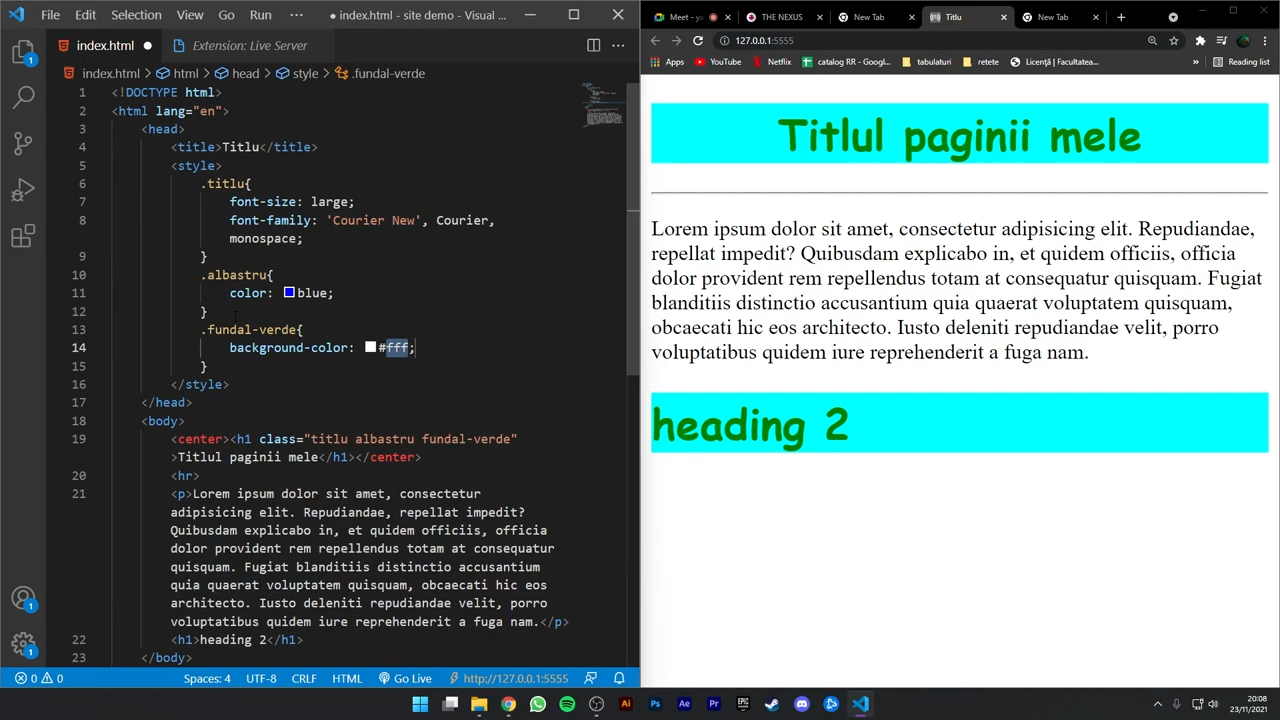 File Edit Selection View Go Run ··· ● index.html - site demo - Visual ...
index.html ● Extension: Live Server
index.html > html > head > style > .fundal-verde
1 <!DOCTYPE html>
2 <html lang="en">
3 <head>
4 <title>Titlu</title>
5 <style>
6 .titlu{
7 font-size: large;
8 font-family: 'Courier New', Courier,
monospace;
9 }
10 .albastru{
11 color: blue;
12 }
13 .fundal-verde{
14 background-color: #fff;
15 }
16 </style>
17 </head>
18 <body>
19 <center><h1 class="titlu albastru fundal-verde"
>Titlul paginii mele</h1></center>
20 <hr>
21 <p>Lorem ipsum dolor sit amet, consectetur
adipisicing elit. Repudiandae, repellat impedit?
Quibusdam explicabo in, et quidem officiis, officia
dolor provident rem repellendus totam at consequatur
quisquam. Fugiat blanditiis distinctio accusantium
quia quaerat voluptatem quisquam, obcaecati hic eos
architecto. Iusto deleniti repudiandae velit, porro
voluptatibus quidem iure reprehenderit a fuga nam.</p>
22 <h1>heading 2</h1>
23 </body>
0 0 Spaces: 4 UTF-8 CRLF HTML Go Live http://127.0.0.1:5555
1
1
1
Meet - THE NEXUS New Tab Titlu New Tab
127.0.0.1:5555
Apps YouTube Netflix catalog RR - Googl... tabulaturi retete Licenţă | Facultatea... » Reading list
Titlul paginii mele
Lorem ipsum dolor sit amet, consectetur adipisicing elit. Repudiandae,
repellat impedit? Quibusdam explicabo in, et quidem officiis, officia
dolor provident rem repellendus totam at consequatur quisquam. Fugiat
blanditiis distinctio accusantium quia quaerat voluptatem quisquam,
obcaecati hic eos architecto. Iusto deleniti repudiandae velit, porro
voluptatibus quidem iure reprehenderit a fuga nam.
heading 2
Ai Ps Ae Pr EPIC
20:08
23/11/2021